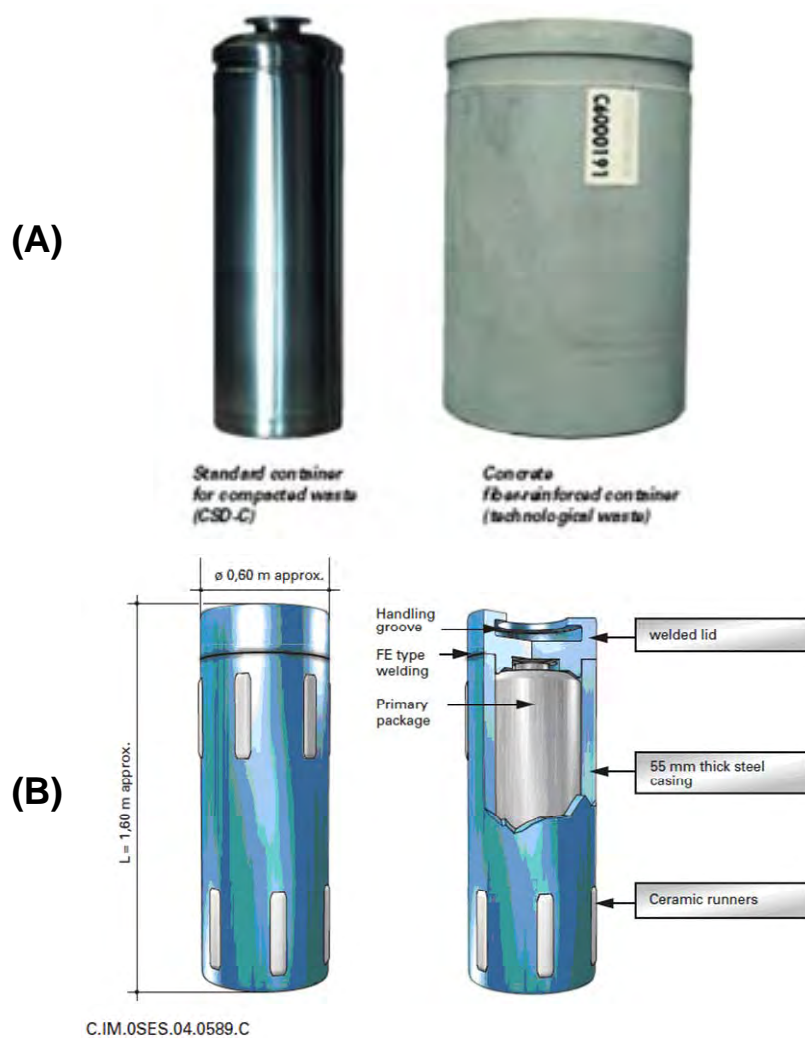 (A)
C6000191
Standard container
for compacted waste
(CSD-C)
Concrete
fiber-reinforced container
(technological waste)
ø 0,60 m approx.
L = 1,60 m approx.
(B)
Handling
groove
FE type
welding
Primary
package
welded lid
55 mm thick steel
casing
Ceramic runners
C.IM.0SES.04.0589.C